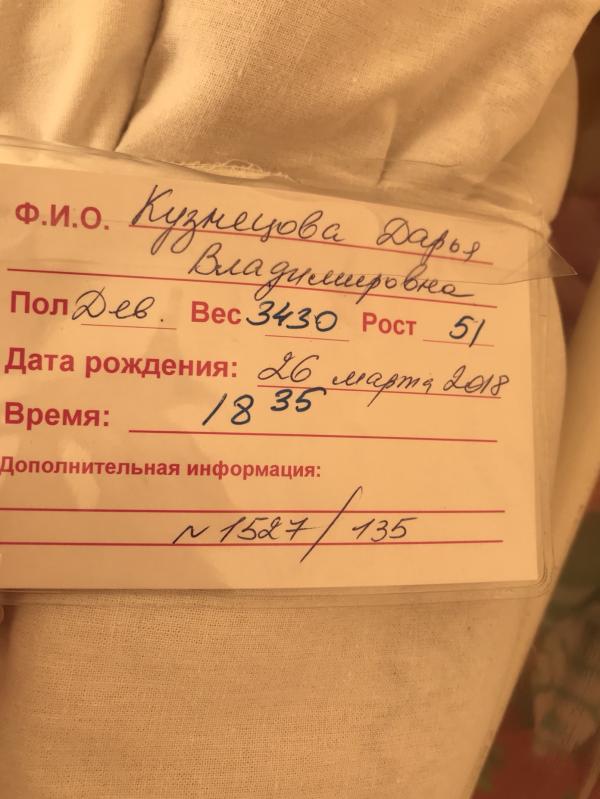 Ф.И.О. Кузнецова Дарья
Владимировна
Пол Дев. Вес 3430 Рост 51
Дата рождения: 26 марта 2018
Время: 18 35
Дополнительная информация:
№ 1527/135